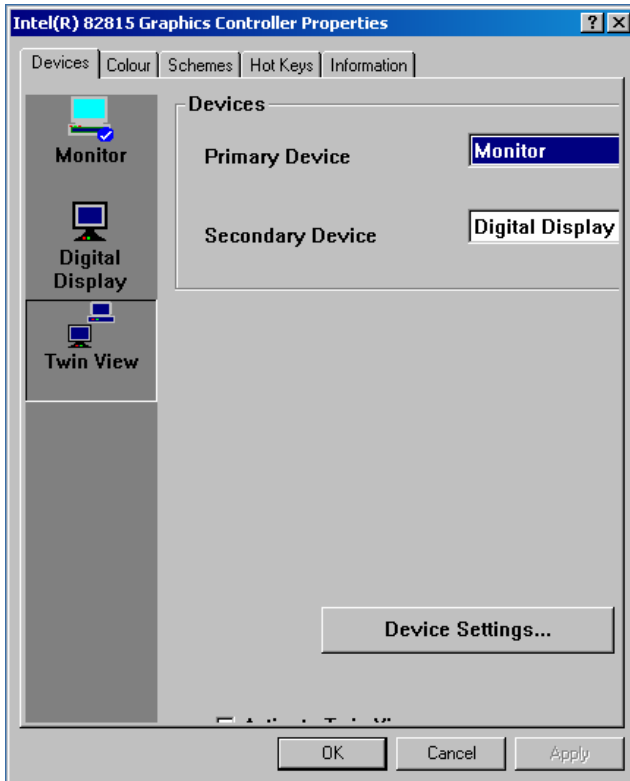 Intel(R) 82815 Graphics Controller Properties
Devices Colour Schemes Hot Keys Information
Devices
Monitor
Primary Device Monitor
Digital
Display
Secondary Device Digital Display
Twin View
Device Settings...
OK Cancel Apply